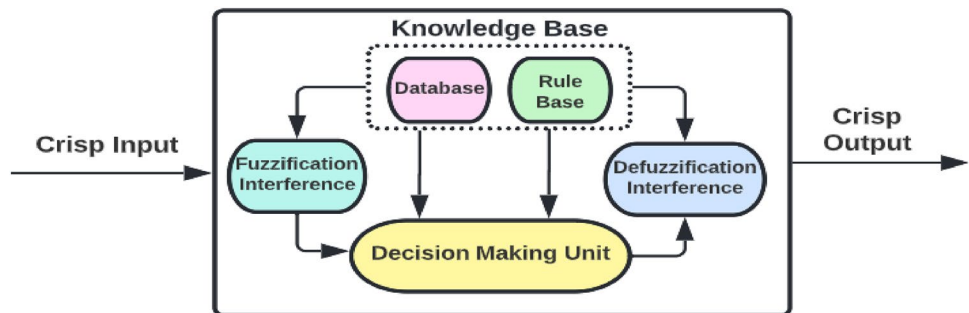 Knowledge Base
Database
Rule
Base
Crisp Input
Fuzzification
Interference
Defuzzification
Interference
Decision Making Unit
Crisp
Output